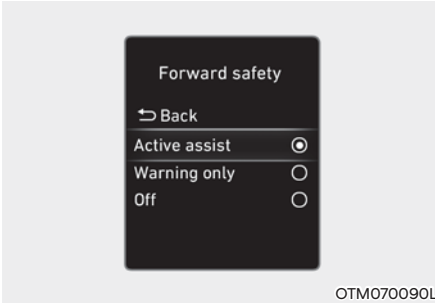 Forward safety
Back
Active assist
Warning only
Off
OTM070090L